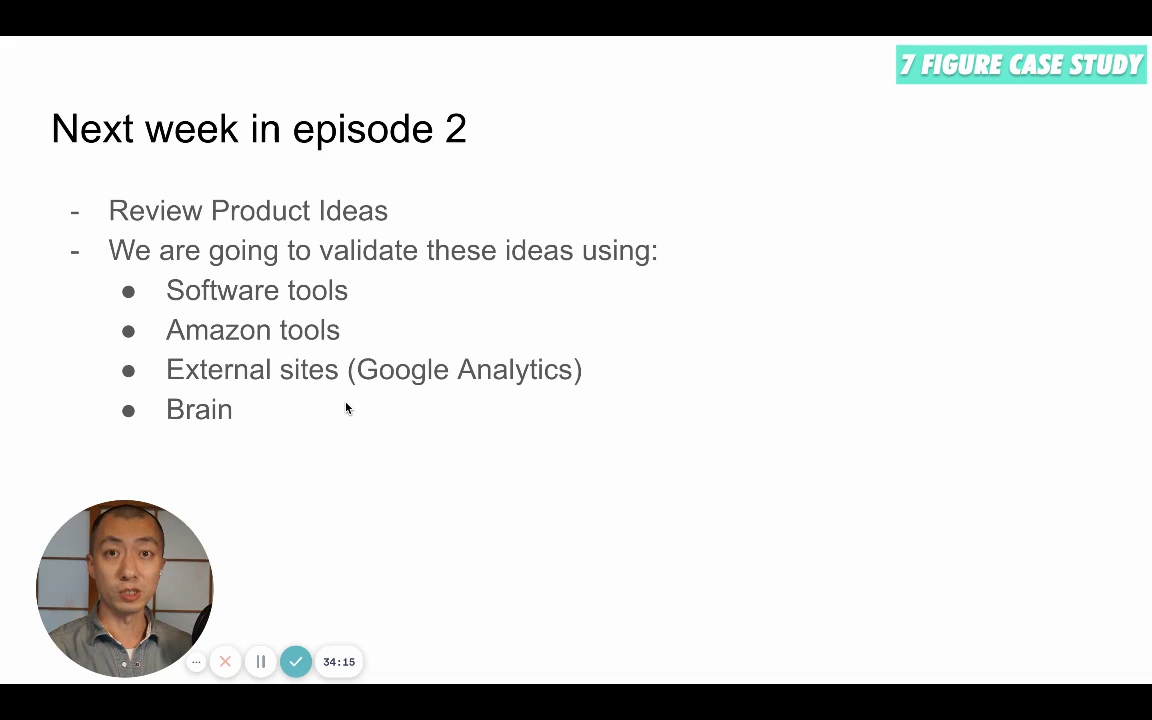 7 FIGURE CASE STUDY
Next week in episode 2
- Review Product Ideas
- We are going to validate these ideas using:
● Software tools
● Amazon tools
● External sites (Google Analytics)
● Brain
34:15